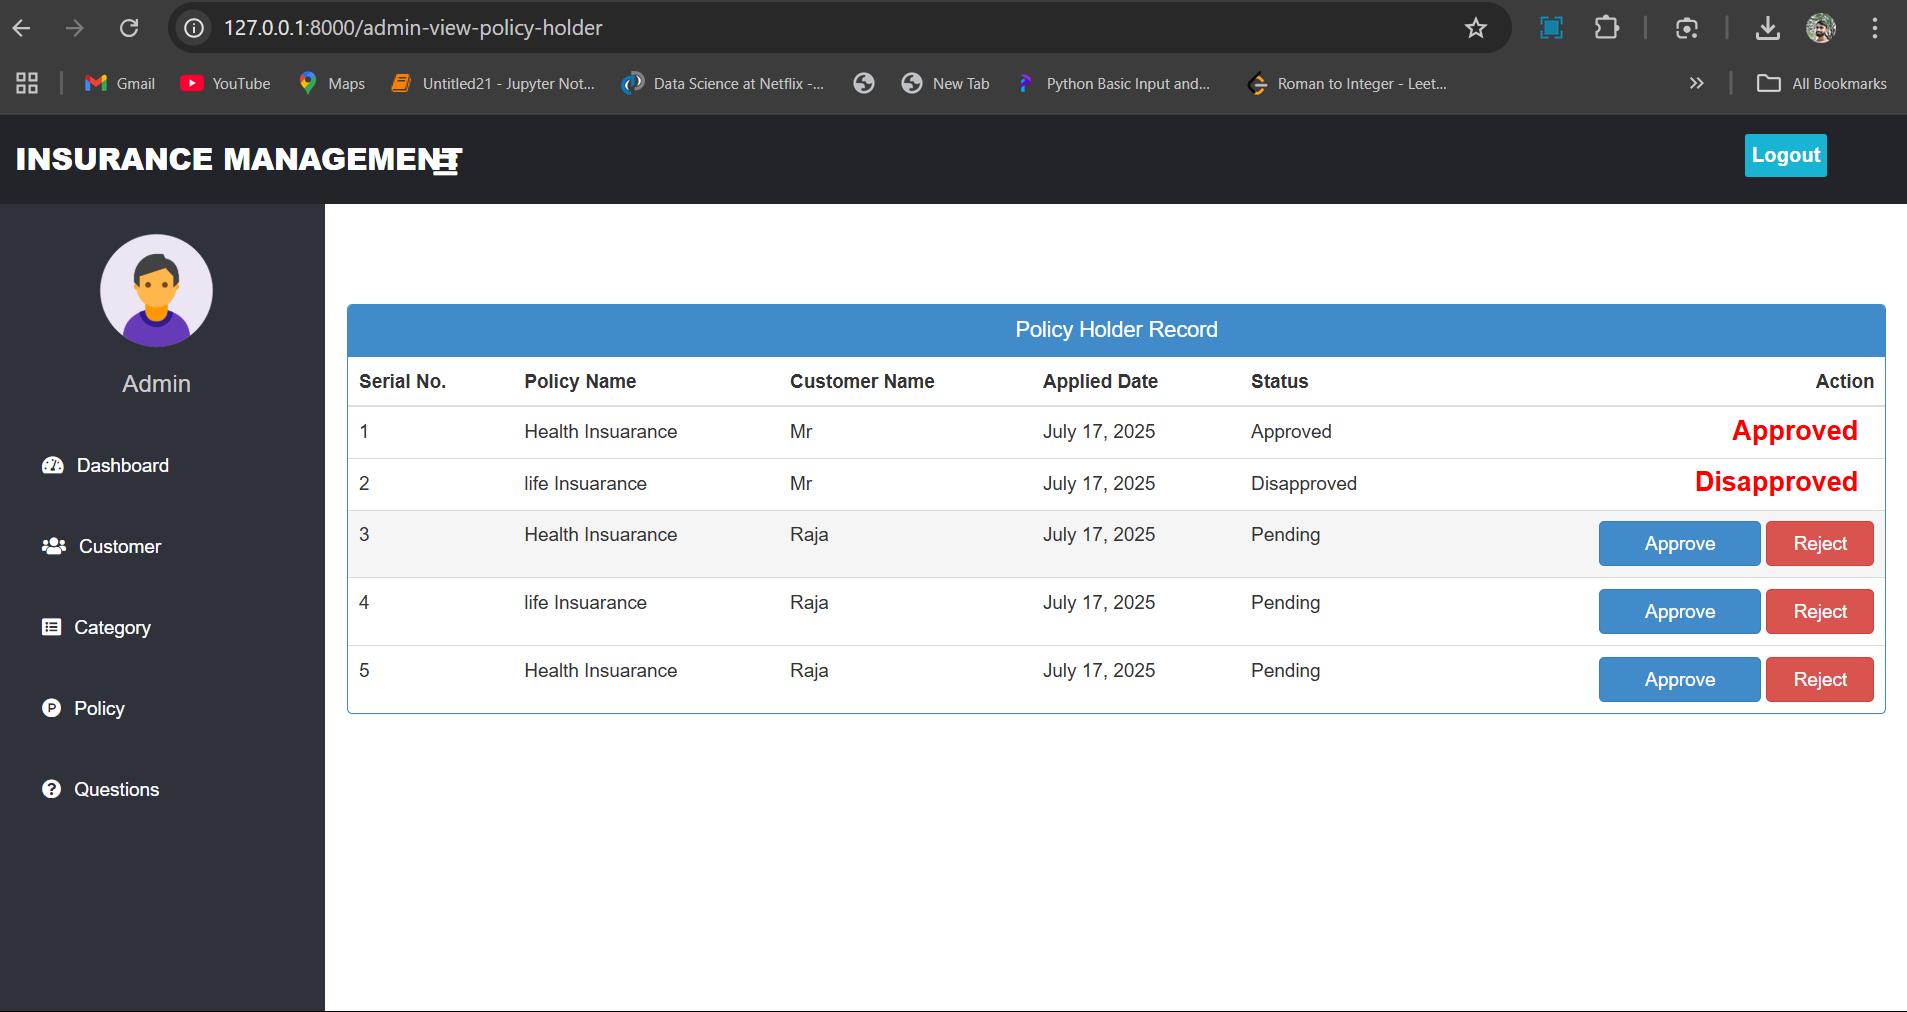 127.0.0.1:8000/admin-view-policy-holder
Gmail YouTube Maps Untitled21 - Jupyter Not... Data Science at Netflix -... New Tab Python Basic Input and... Roman to Integer - Leet... All Bookmarks
INSURANCE MANAGEMENT
Logout
Admin
Dashboard
Customer
Category
Policy
Questions
Policy Holder Record
Serial No. Policy Name Customer Name Applied Date Status Action
1 Health Insuarance Mr July 17, 2025 Approved Approved
2 life Insuarance Mr July 17, 2025 Disapproved Disapproved
3 Health Insuarance Raja July 17, 2025 Pending Approve Reject
4 life Insuarance Raja July 17, 2025 Pending Approve Reject
5 Health Insuarance Raja July 17, 2025 Pending Approve Reject